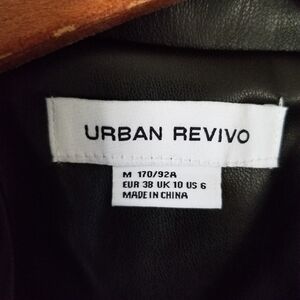 URBAN REVIVO
M 170/92A
EUR 38 UK 10 US 6
MADE IN CHINA